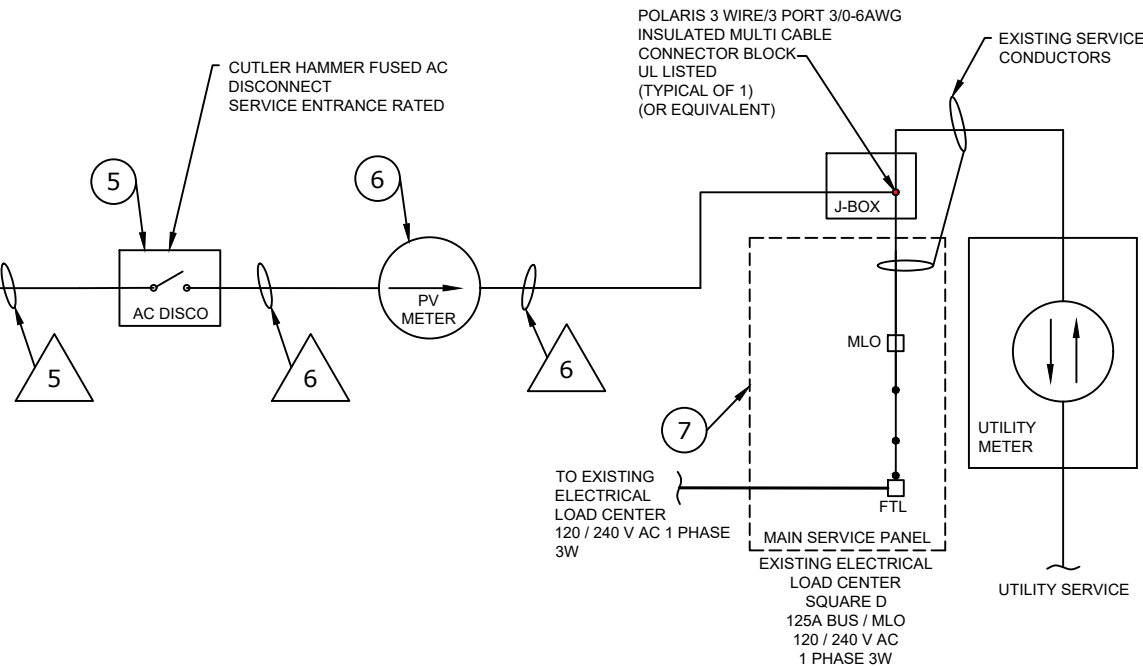 POLARIS 3 WIRE/3 PORT 3/0-6AWG
INSULATED MULTI CABLE
CONNECTOR BLOCK
UL LISTED
(TYPICAL OF 1)
(OR EQUIVALENT)
EXISTING SERVICE
CONDUCTORS
CUTLER HAMMER FUSED AC
DISCONNECT
SERVICE ENTRANCE RATED
5
6
J-BOX
AC DISCO
PV
METER
5
6
6
MLO
7
UTILITY
METER
TO EXISTING
ELECTRICAL
LOAD CENTER
120 / 240 V AC 1 PHASE
3W
FTL
MAIN SERVICE PANEL
EXISTING ELECTRICAL
LOAD CENTER
SQUARE D
125A BUS / MLO
120 / 240 V AC
1 PHASE 3W
UTILITY SERVICE